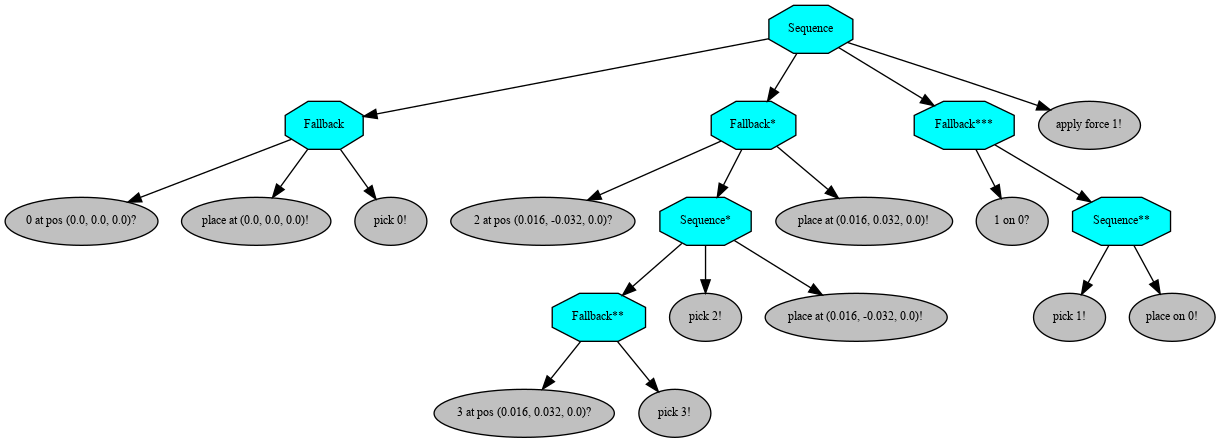 Sequence
Fallback
Fallback*
Fallback***
apply force 1!
0 at pos (0.0, 0.0, 0.0)?
place at (0.0, 0.0, 0.0)!
pick 0!
2 at pos (0.016, -0.032, 0.0)?
Sequence*
place at (0.016, 0.032, 0.0)!
1 on 0?
Sequence**
Fallback**
pick 2!
place at (0.016, -0.032, 0.0)!
pick 1!
place on 0!
3 at pos (0.016, 0.032, 0.0)?
pick 3!